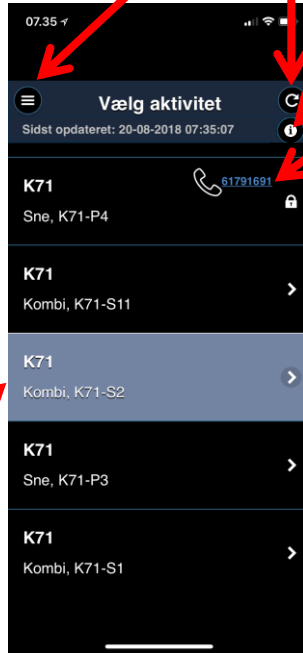 07.35
Vælg aktivitet
Sidst opdateret: 20-08-2018 07:35:07
K71
61791691
Sne, K71-P4
K71
Kombi, K71-S11
K71
Kombi, K71-S2
K71
Sne, K71-P3
K71
Kombi, K71-S1